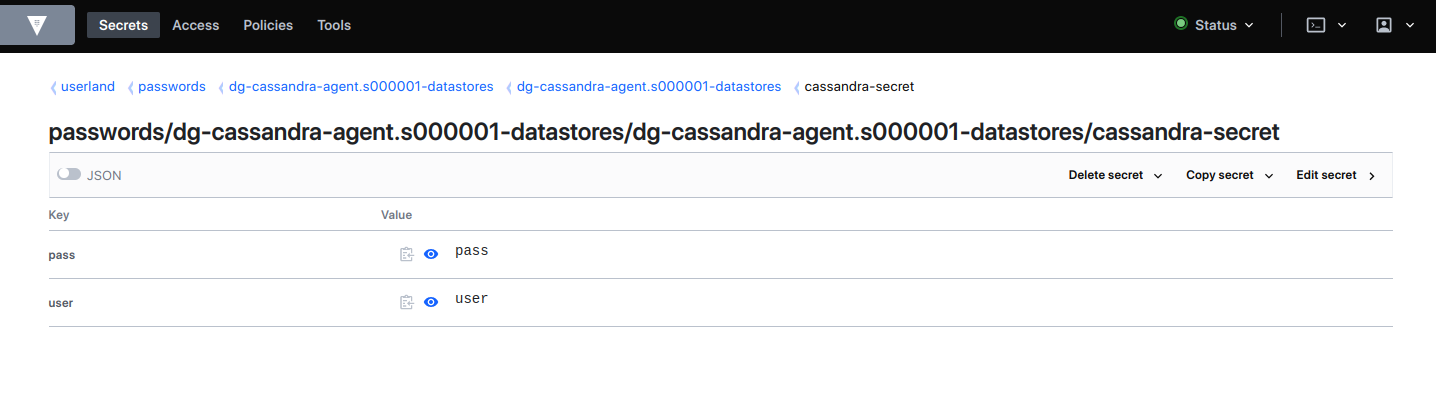 Secrets Access Policies Tools Status
userland passwords dg-cassandra-agent.s000001-datastores dg-cassandra-agent.s000001-datastores cassandra-secret
passwords/dg-cassandra-agent.s000001-datastores/dg-cassandra-agent.s000001-datastores/cassandra-secret
JSON Delete secret Copy secret Edit secret
Key Value
pass pass
user user